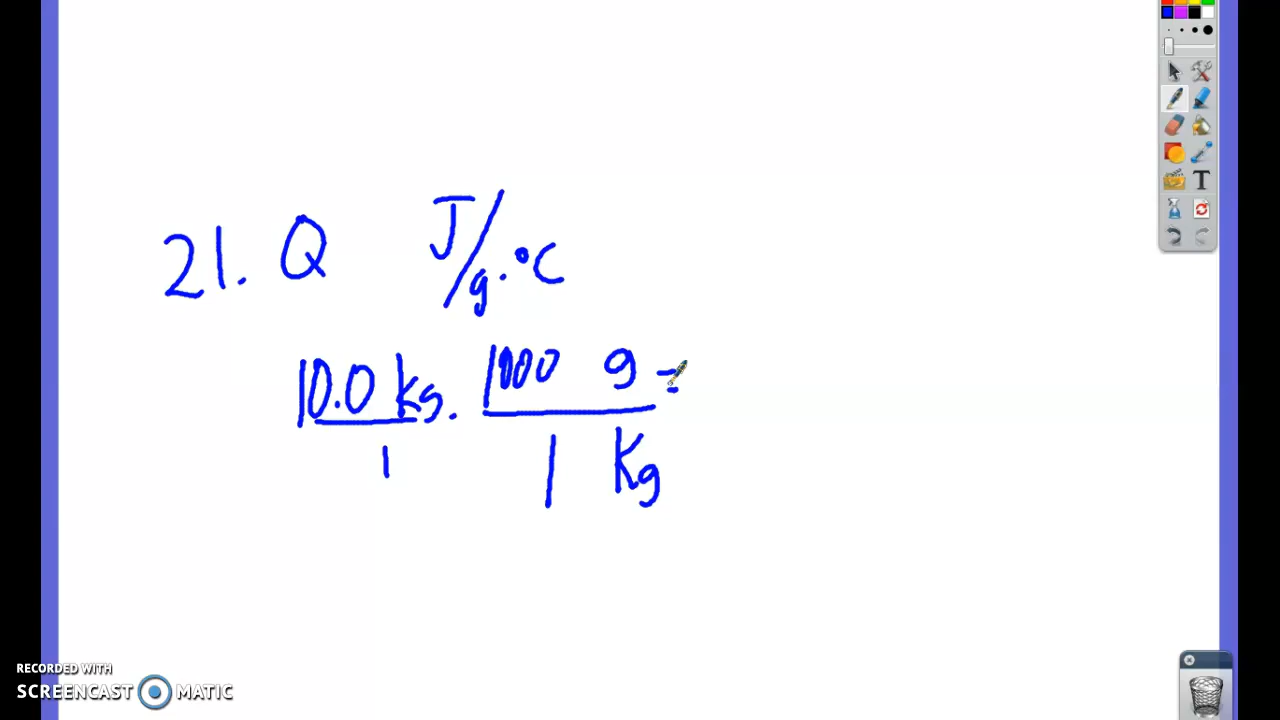 21. Q J/g·°C
10.0 kg · 1000 g =
1 1 Kg
RECORDED WITH
SCREENCAST MATIC
T